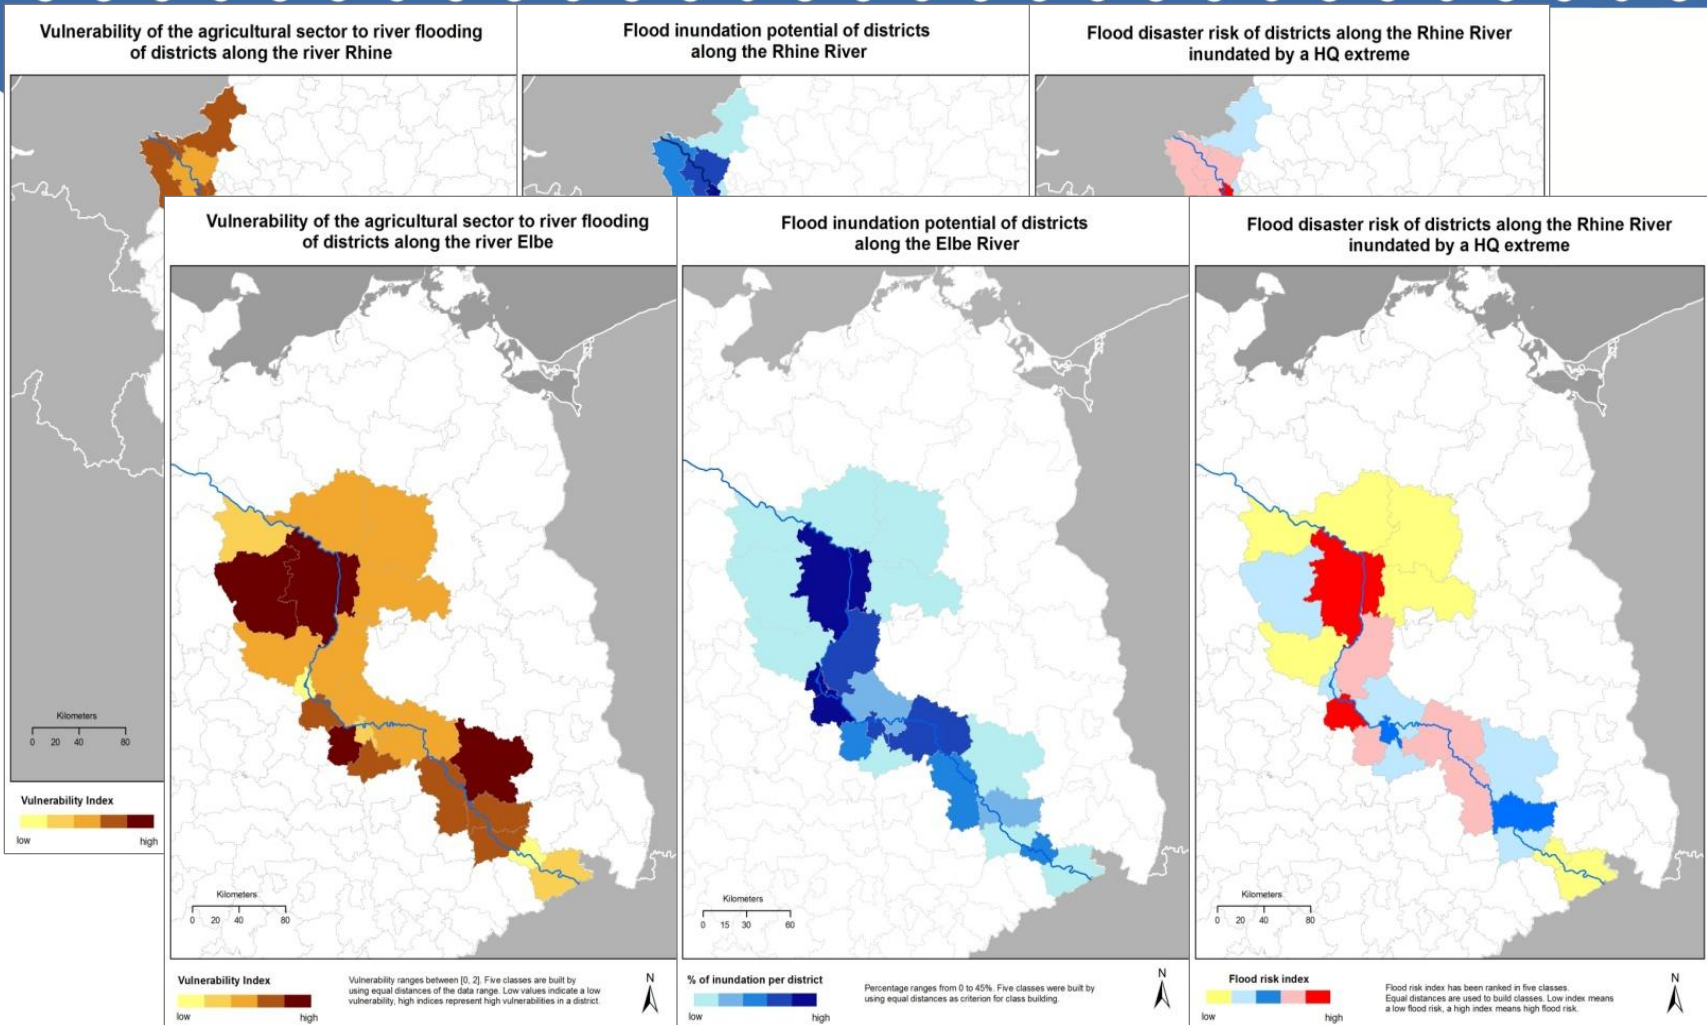 Vulnerability of the agricultural sector to river flooding
of districts along the river Rhine
Flood inundation potential of districts
along the Rhine River
Flood disaster risk of districts along the Rhine River
inundated by a HQ extreme
Kilometers
0 20 40 80
Vulnerability Index
low high
Vulnerability of the agricultural sector to river flooding
of districts along the river Elbe
Kilometers
0 20 40 80
Vulnerability Index
low high
Vulnerability ranges between [0, 2]. Five classes are built by
using equal distances of the data range. Low values indicate a low
vulnerability, high indices represent high vulnerabilities in a district.
N
Flood inundation potential of districts
along the Elbe River
Kilometers
0 15 30 60
% of inundation per district
low high
Percentage ranges from 0 to 45%. Five classes were built by
using equal distances as criterion for class building.
N
Flood disaster risk of districts along the Rhine River
inundated by a HQ extreme
Kilometers
0 20 40 80
Flood risk index
low high
Flood risk index has been ranked in five classes.
Equal distances are used to build classes. Low index means
a low flood risk, a high index means high flood risk.
N